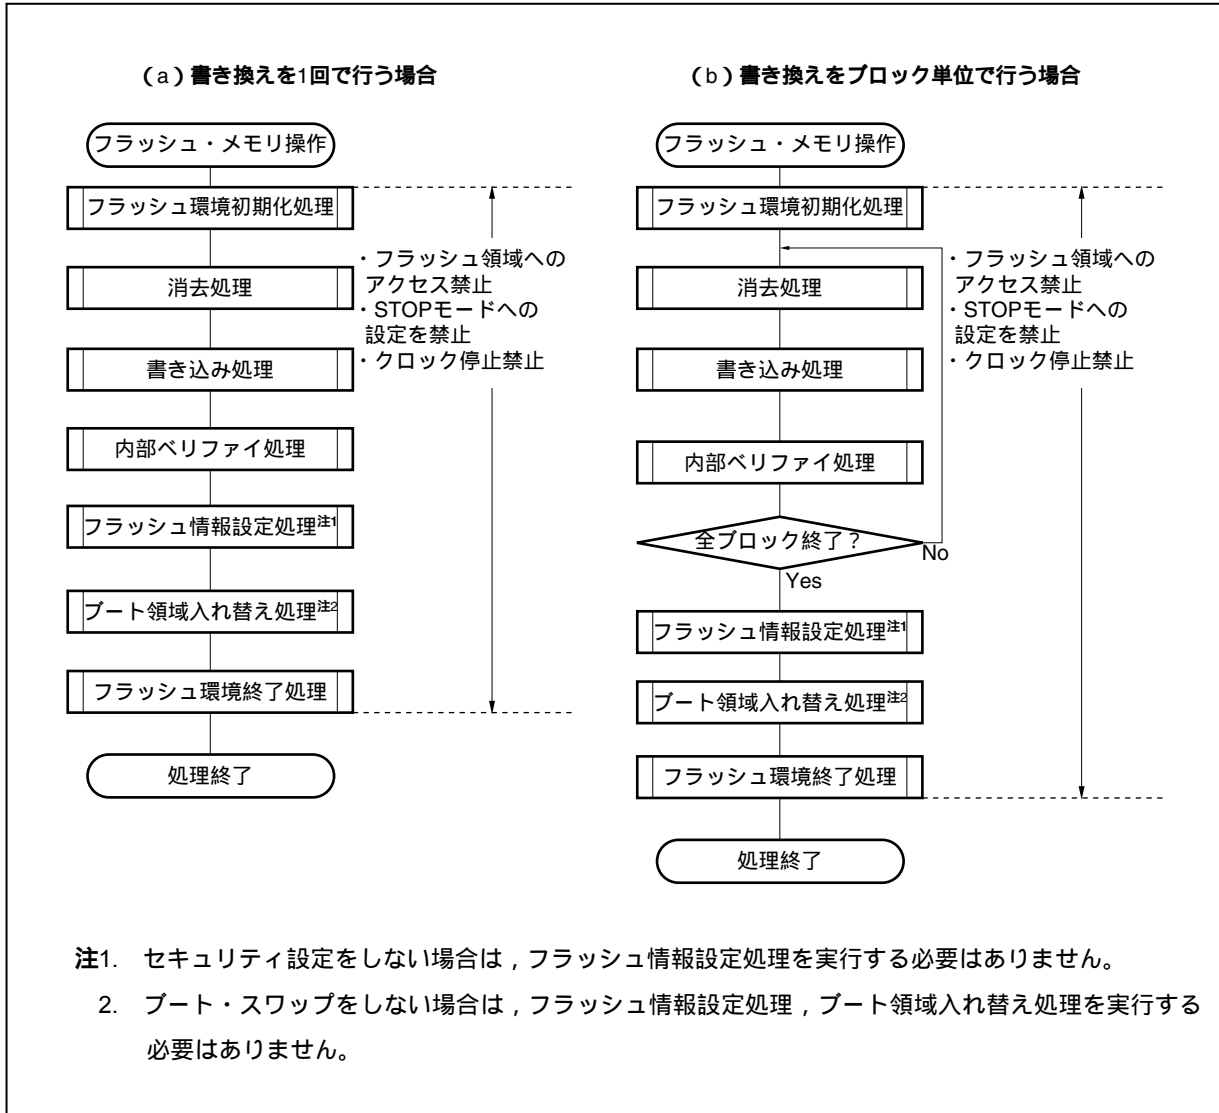 (a)書き換えを1回で行う場合
フラッシュ・メモリ操作
フラッシュ環境初期化処理
消去処理
書き込み処理
内部ベリファイ処理
フラッシュ情報設定処理注1
ブート領域入れ替え処理注2
フラッシュ環境終了処理
処理終了
・フラッシュ領域への
アクセス禁止
・STOPモードへの
設定を禁止
・クロック停止禁止
(b)書き換えをブロック単位で行う場合
フラッシュ・メモリ操作
フラッシュ環境初期化処理
消去処理
書き込み処理
内部ベリファイ処理
全ブロック終了?
No
Yes
フラッシュ情報設定処理注1
ブート領域入れ替え処理注2
フラッシュ環境終了処理
処理終了
・フラッシュ領域への
アクセス禁止
・STOPモードへの
設定を禁止
・クロック停止禁止
注1. セキュリティ設定をしない場合は,フラッシュ情報設定処理を実行する必要はありません。
2. ブート・スワップをしない場合は,フラッシュ情報設定処理,ブート領域入れ替え処理を実行する
必要はありません。